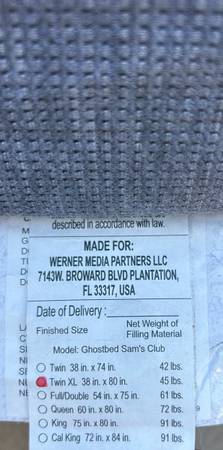 described in accordance with law.
MADE FOR:
WERNER MEDIA PARTNERS LLC
7143W. BROWARD BLVD PLANTATION,
FL 33317, USA
Date of Delivery:
Finished Size
Net Weight of
Filling Material
Model: Ghostbed Sam's Club
Twin 38 in. x 74 in. 42 lbs.
Twin XL 38 in. x 80 in. 45 lbs.
Full/Double 54 in. x 75 in. 61 lbs.
Queen 60 in. x 80 in. 72 lbs.
King 75 in. x 80 in. 91 lbs.
Cal King 72 in. x 84 in. 91 lbs.